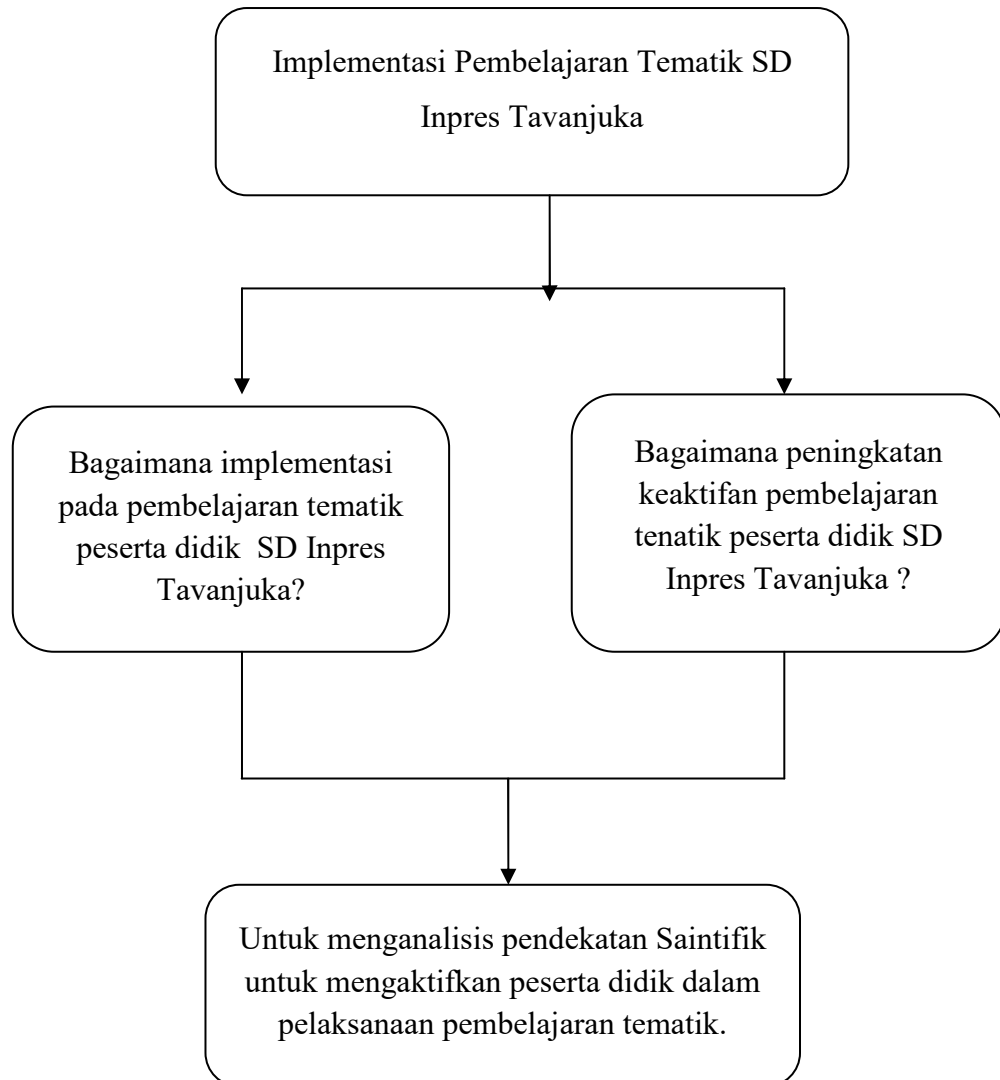 Implementasi Pembelajaran Tematik SD
Inpres Tavanjuka
Bagaimana implementasi
pada pembelajaran tematik
peserta didik  SD Inpres
Tavanjuka?
Bagaimana peningkatan
keaktifan pembelajaran
tenatik peserta didik SD
Inpres Tavanjuka ?
Untuk menganalisis pendekatan Saintifik
untuk mengaktifkan peserta didik dalam
pelaksanaan pembelajaran tematik.